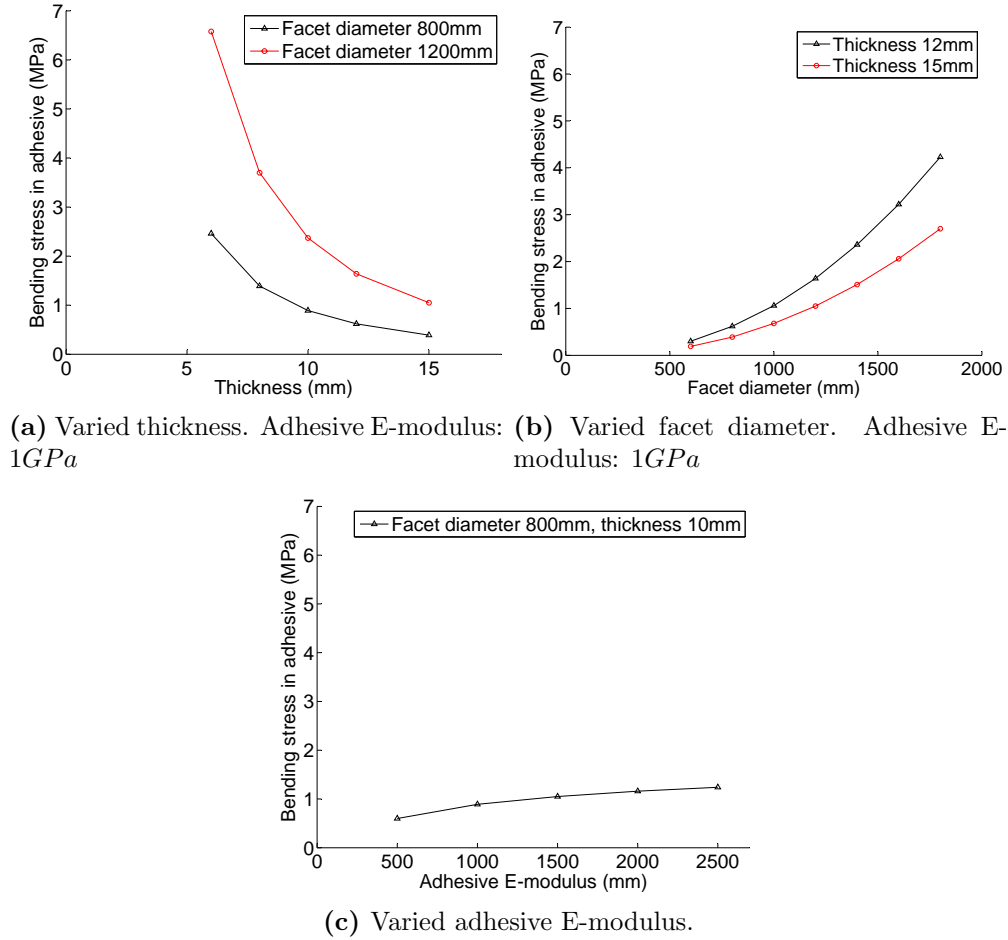 7
6
5
4
3
2
1
0
Bending stress in adhesive (MPa)
Facet diameter 800mm
Facet diameter 1200mm
0 5 10 15
Thickness (mm)
7
6
5
4
3
2
1
0
Bending stress in adhesive (MPa)
Thickness 12mm
Thickness 15mm
0 500 1000 1500 2000
Facet diameter (mm)
(a) Varied thickness. Adhesive E-modulus:
1GPa
(b) Varied facet diameter. Adhesive E-
modulus: 1GPa
7
6
5
4
3
2
1
0
Bending stress in adhesive (MPa)
Facet diameter 800mm, thickness 10mm
0 500 1000 1500 2000 2500
Adhesive E-modulus (mm)
(c) Varied adhesive E-modulus.